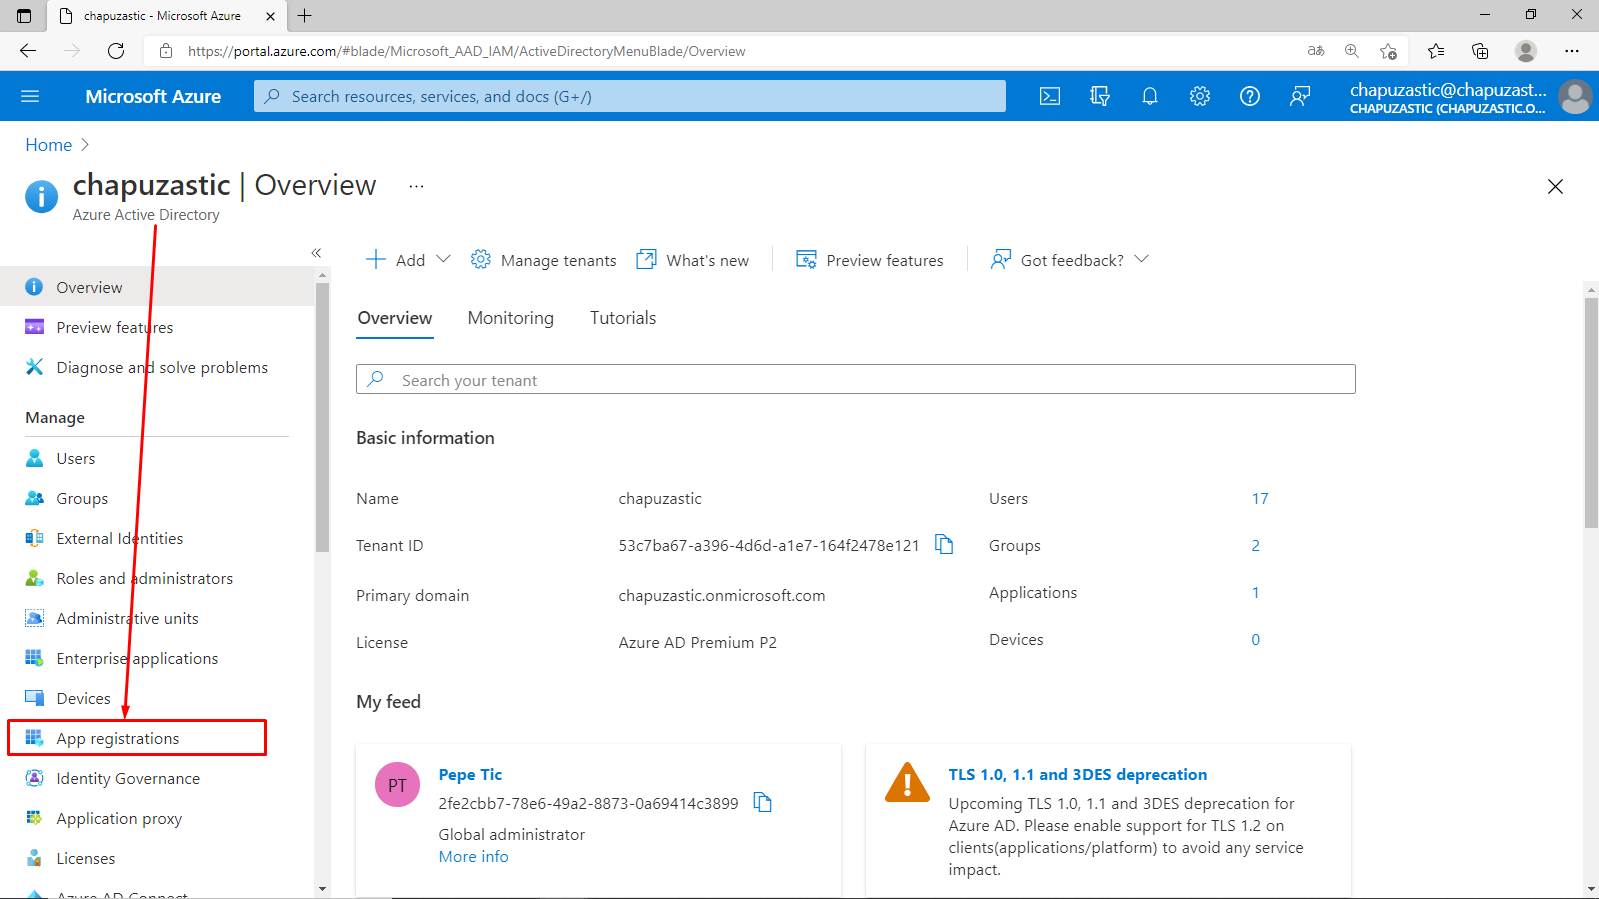 chapuzastic - Microsoft Azure
https://portal.azure.com/#blade/Microsoft_AAD_IAM/ActiveDirectoryMenuBlade/Overview
aあ
Microsoft Azure
Search resources, services, and docs (G+/)
chapuzastic@chapuzast...
CHAPUZASTIC (CHAPUZASTIC.O...
Home
chapuzastic | Overview ...
Azure Active Directory
Overview
Preview features
Diagnose and solve problems
Manage
Users
Groups
External Identities
Roles and administrators
Administrative units
Enterprise applications
Devices
App registrations
Identity Governance
Application proxy
Licenses
Azure AD Connect
Add
Manage tenants
What's new
Preview features
Got feedback?
Overview
Monitoring
Tutorials
Search your tenant
Basic information
Name chapuzastic
Tenant ID 53c7ba67-a396-4d6d-a1e7-164f2478e121
Primary domain chapuzastic.onmicrosoft.com
License Azure AD Premium P2
Users 17
Groups 2
Applications 1
Devices 0
My feed
PT
Pepe Tic
2fe2cbb7-78e6-49a2-8873-0a69414c3899
Global administrator
More info
TLS 1.0, 1.1 and 3DES deprecation
Upcoming TLS 1.0, 1.1 and 3DES deprecation for
Azure AD. Please enable support for TLS 1.2 on
clients(applications/platform) to avoid any service
impact.